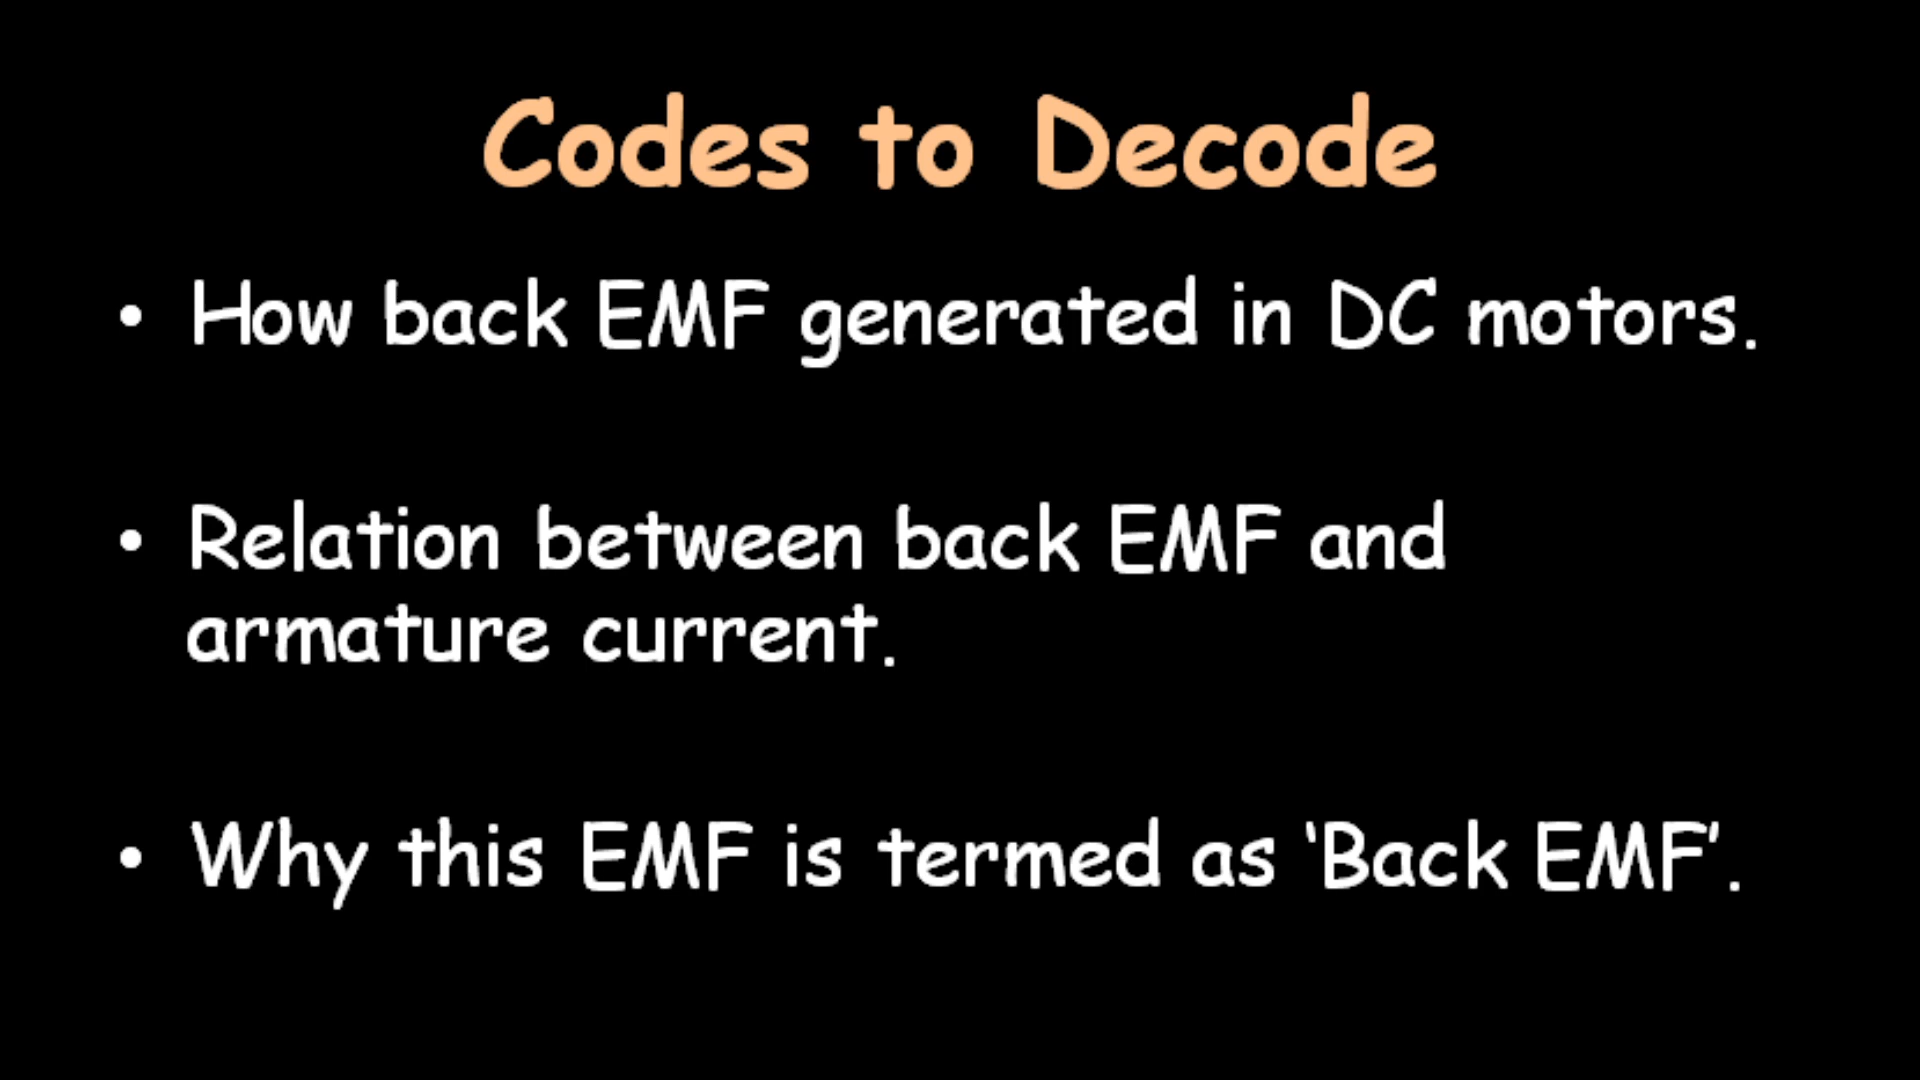 Codes to Decode
• How back EMF generated in DC motors.
• Relation between back EMF and
armature current.
• Why this EMF is termed as ‘Back EMF’.